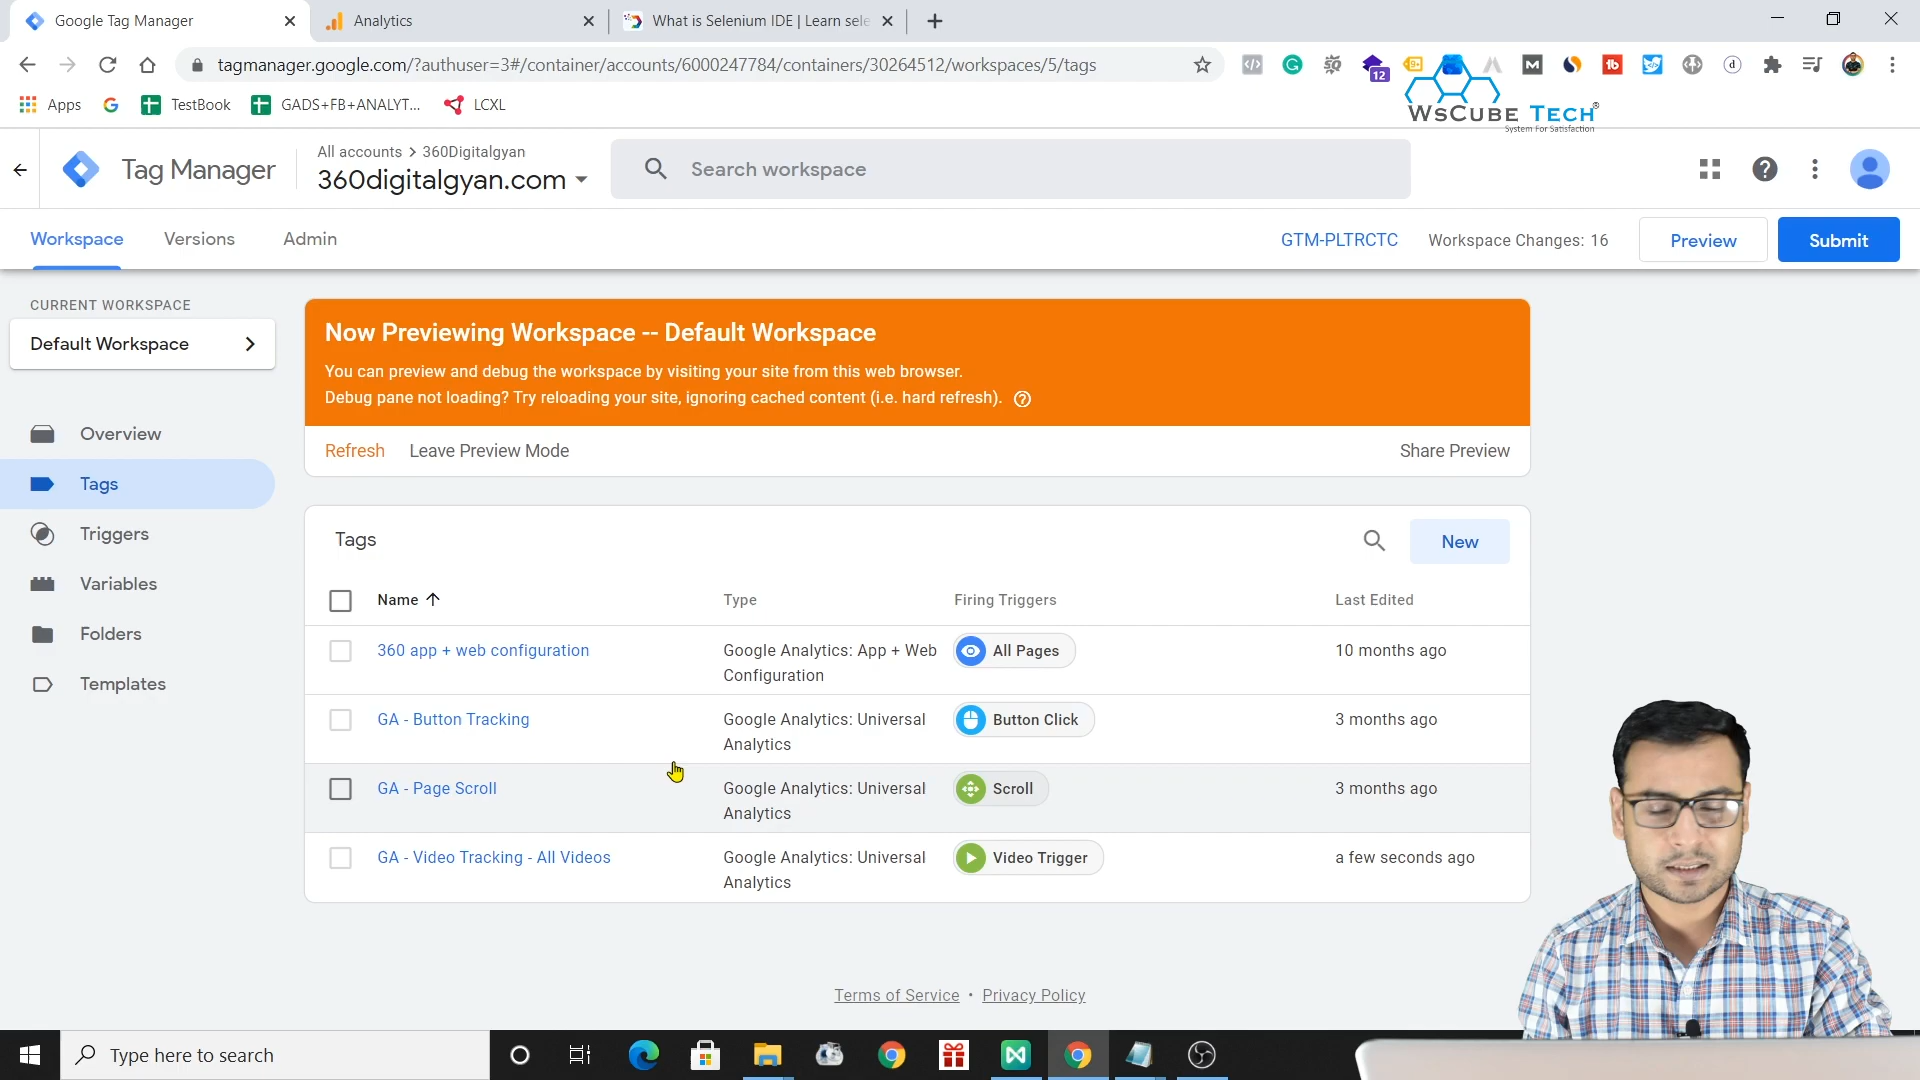 Google Tag Manager
Analytics
What is Selenium IDE | Learn sele
tagmanager.google.com/?authuser=3#/container/accounts/6000247784/containers/30264512/workspaces/5/tags
12
Apps
TestBook
GADS+FB+ANALYT...
LCXL
WsCube Tech®
System For Satisfaction
Tag Manager
All accounts > 360Digitalgyan
360digitalgyan.com
Search workspace
Workspace
Versions
Admin
GTM-PLTRCTC
Workspace Changes: 16
Preview
Submit
CURRENT WORKSPACE
Default Workspace
Overview
Tags
Triggers
Variables
Folders
Templates
Now Previewing Workspace -- Default Workspace
You can preview and debug the workspace by visiting your site from this web browser.
Debug pane not loading? Try reloading your site, ignoring cached content (i.e. hard refresh).
Refresh
Leave Preview Mode
Share Preview
Tags
New
Name
Type
Firing Triggers
Last Edited
360 app + web configuration
Google Analytics: App + Web
Configuration
All Pages
10 months ago
GA - Button Tracking
Google Analytics: Universal
Analytics
Button Click
3 months ago
GA - Page Scroll
Google Analytics: Universal
Analytics
Scroll
3 months ago
GA - Video Tracking - All Videos
Google Analytics: Universal
Analytics
Video Trigger
a few seconds ago
Terms of Service • Privacy Policy
Type here to search